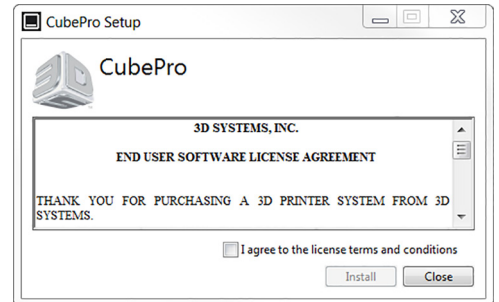 CubePro Setup
CubePro
3D SYSTEMS, INC.
END USER SOFTWARE LICENSE AGREEMENT
THANK YOU FOR PURCHASING A 3D PRINTER SYSTEM FROM 3D
SYSTEMS.
I agree to the license terms and conditions
Install Close